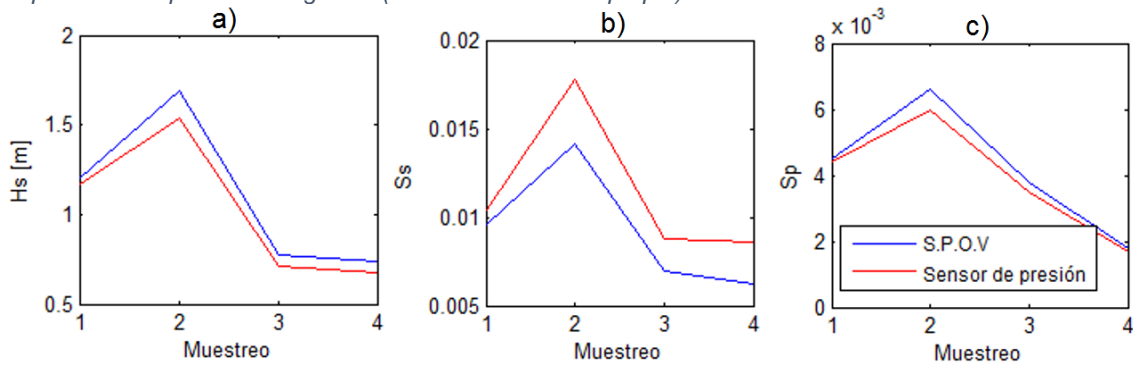 a)
b)
c)
2
1.5
1
0.5
Hs [m]
1 2 3 4
Muestreo
0.02
0.015
0.01
0.005
Ss
1 2 3 4
Muestreo
x 10⁻³
8
6
4
2
0
Sp
S.P.O.V
Sensor de presión
1 2 3 4
Muestreo